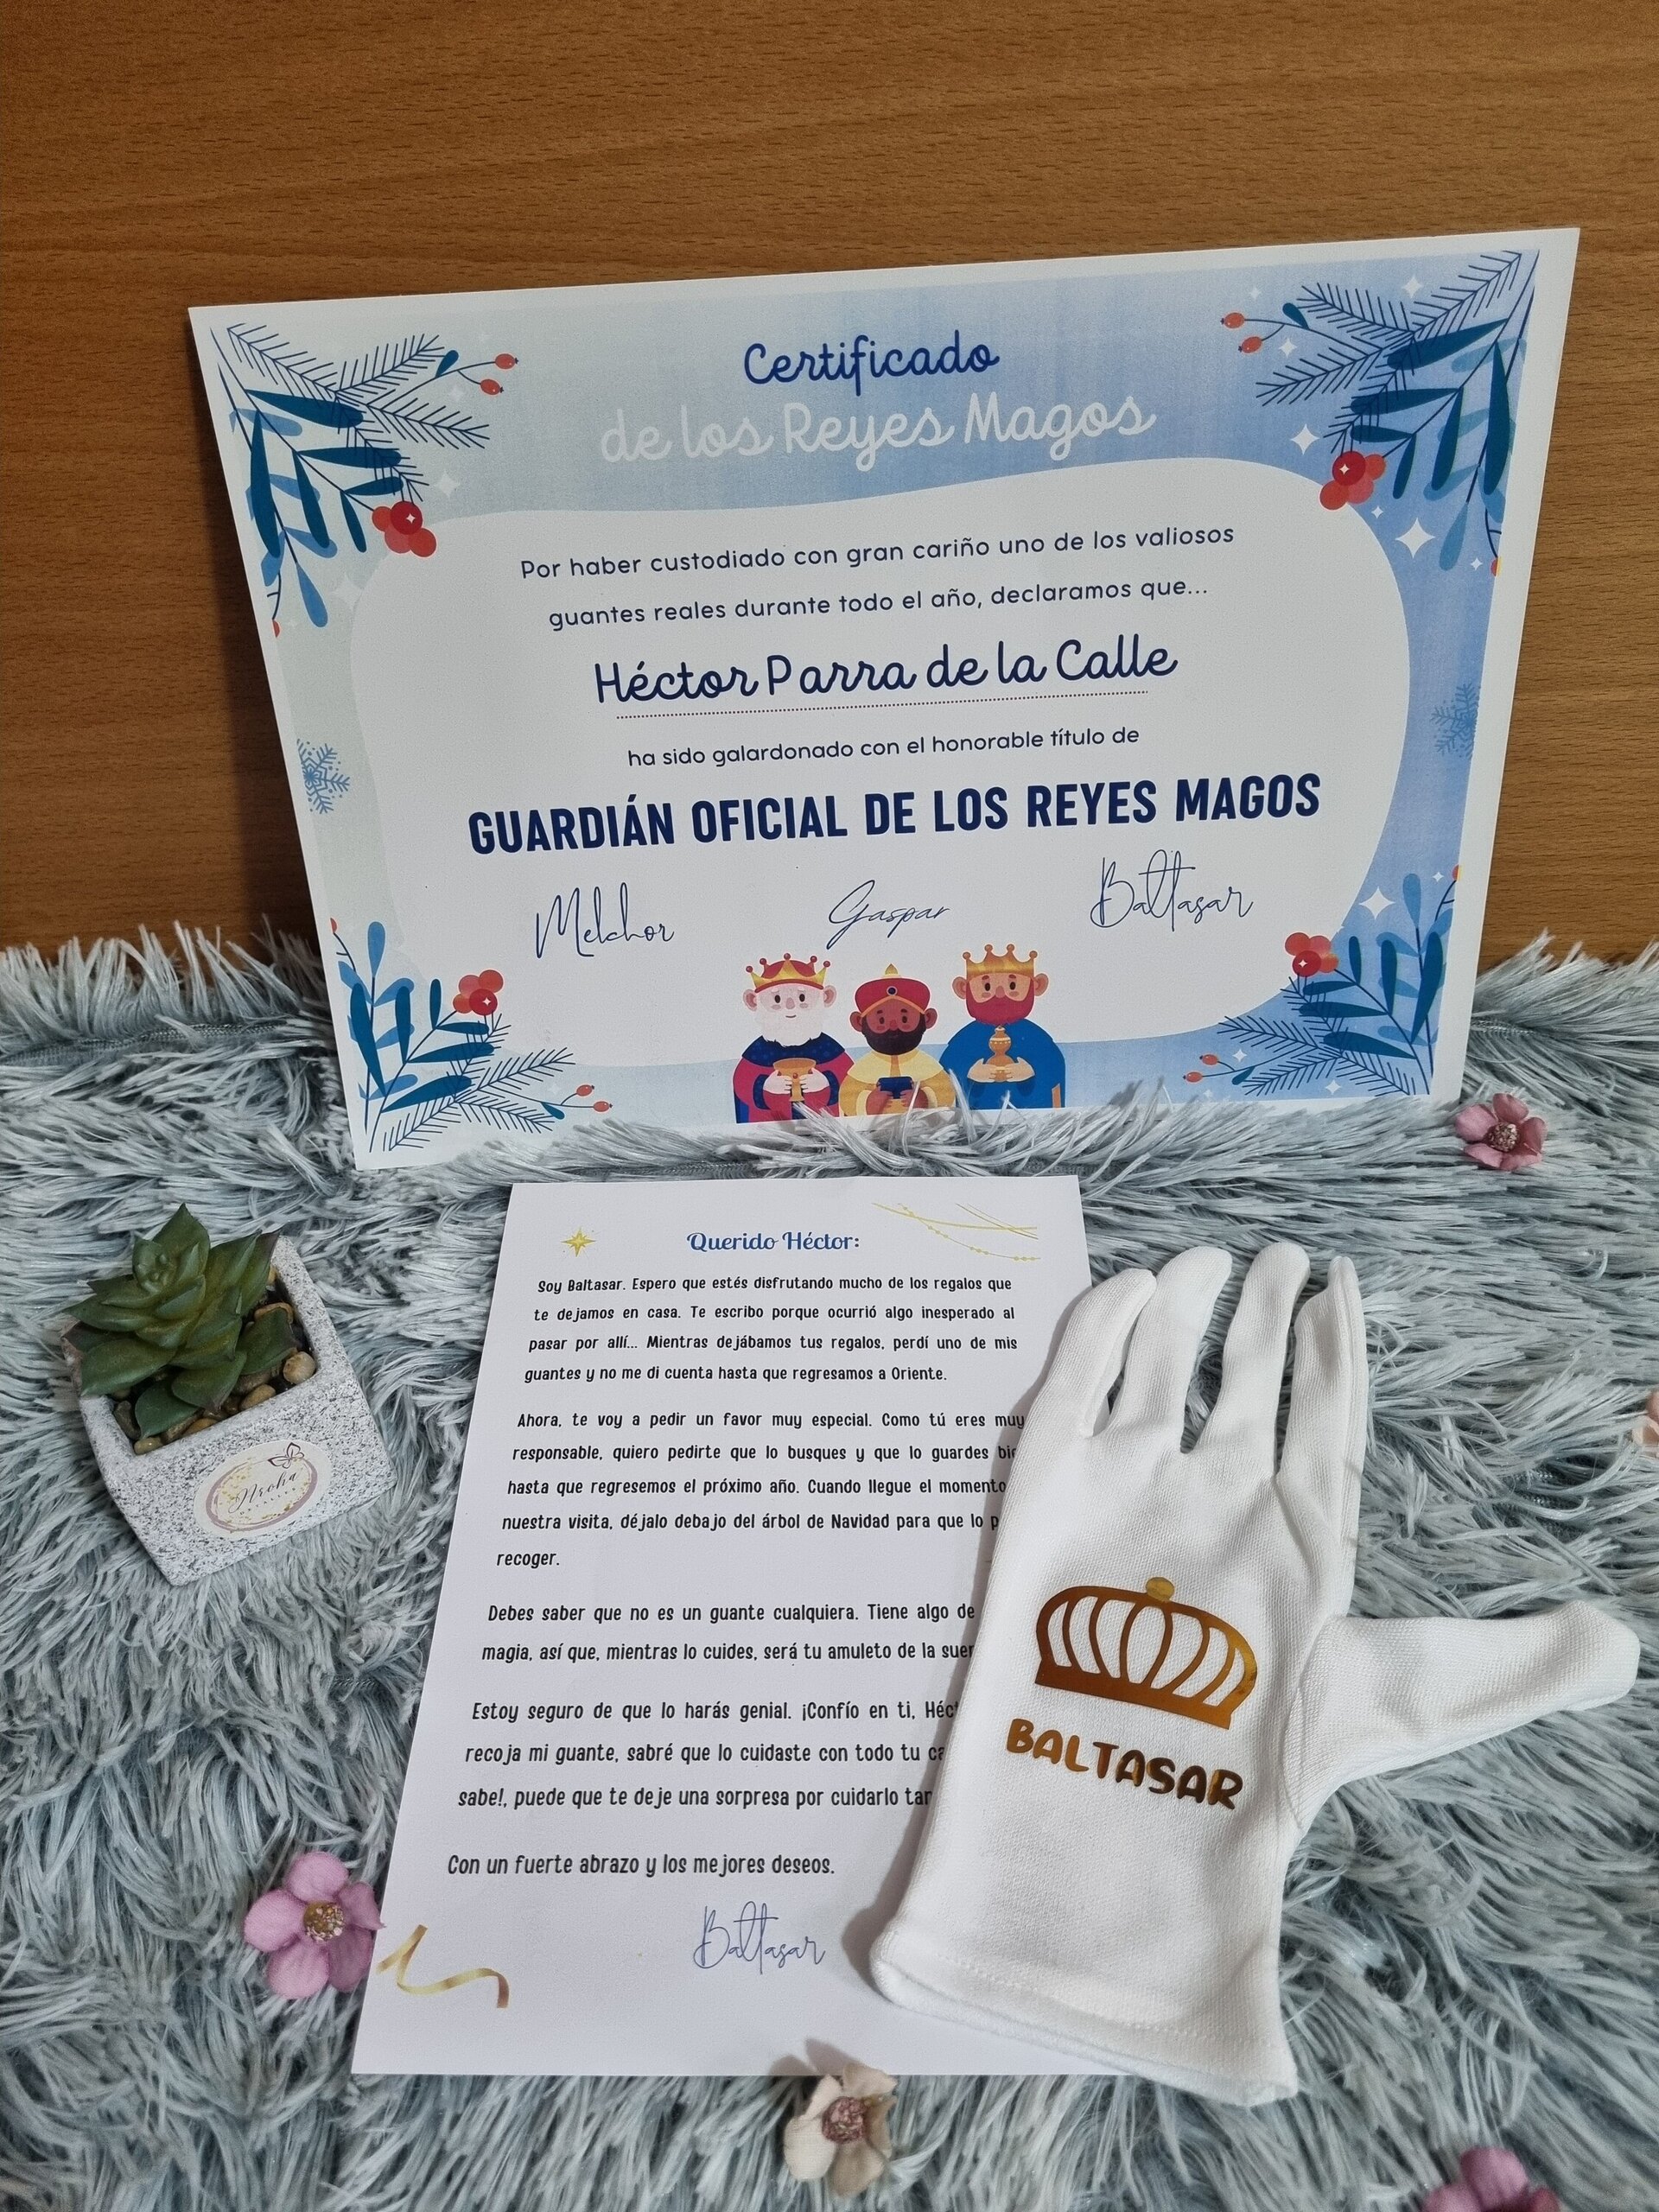 Certificado
de los Reyes Magos
Por haber custodiado con gran cariño uno de los valiosos
guantes reales durante todo el año, declaramos que...
Héctor Parra de la Calle
ha sido galardonado con el honorable título de
GUARDIÁN OFICIAL DE LOS REYES MAGOS
Melchor Gaspar Baltasar
Querido Héctor:
Soy Baltasar. Espero que estés disfrutando mucho de los regalos que
te dejamos en casa. Te escribo porque ocurrió algo inesperado al
pasar por allí... Mientras dejábamos tus regalos, perdí uno de mis
guantes y no me di cuenta hasta que regresamos a Oriente.
Ahora, te voy a pedir un favor muy especial. Como tú eres muy
responsable, quiero pedirte que lo busques y que lo guardes
hasta que regresemos el próximo año. Cuando llegue el momento
nuestra visita, déjalo debajo del árbol de Navidad para que lo
recoger.
Debes saber que no es un guante cualquiera. Tiene algo de
magia, así que, mientras lo cuides, será tu amuleto de la
Estoy seguro de que lo harás genial. ¡Confío en ti,
recoja mi guante, sabré que lo cuidaste con todo tu
sabe!, puede que te deje una sorpresa por cuidarlo
Con un fuerte abrazo y los mejores deseos.
Baltasar
BALTASAR